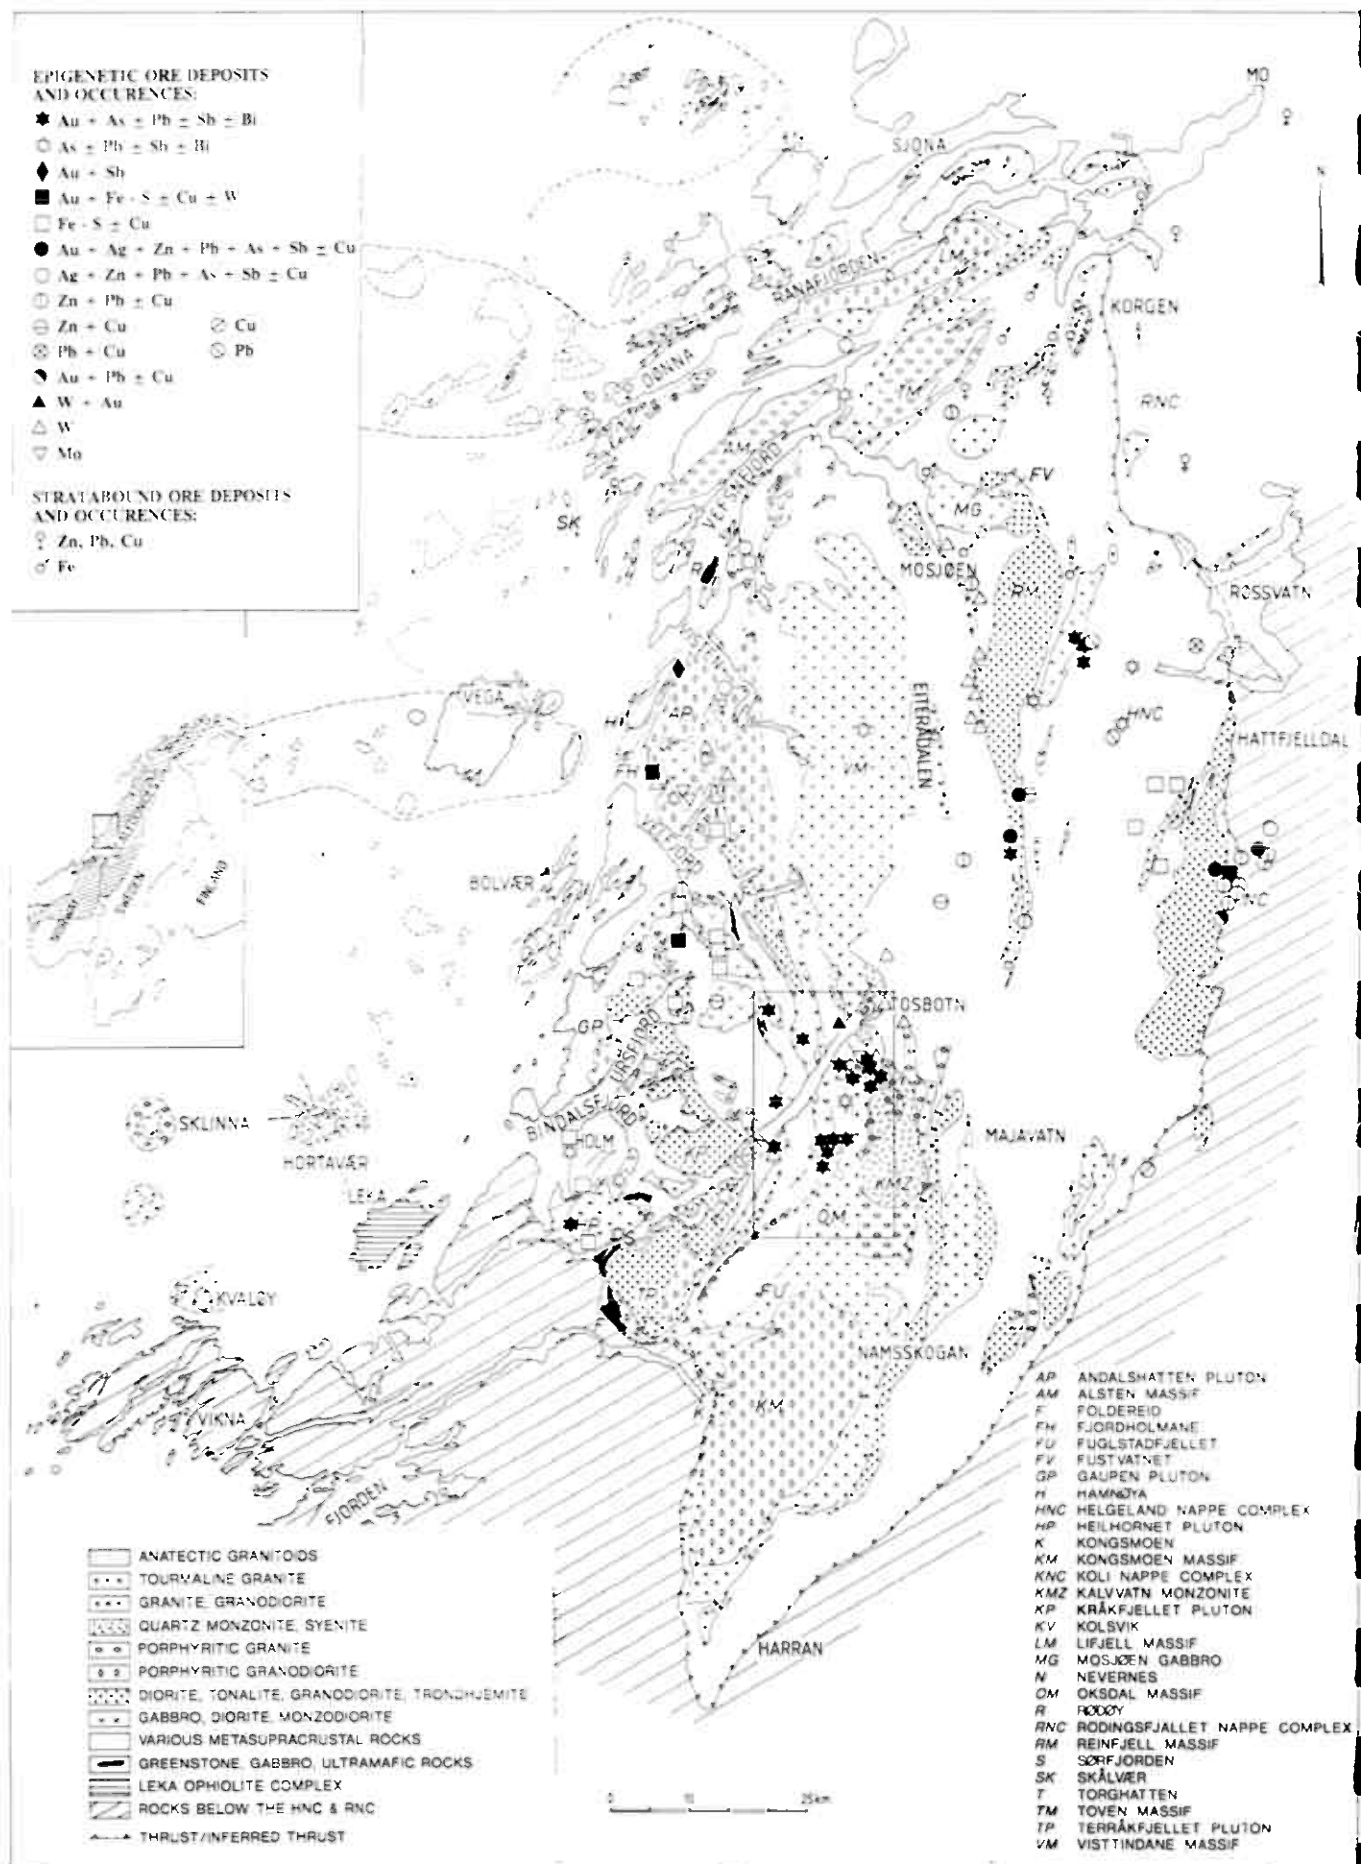 EPIGENETIC ORE DEPOSITS
AND OCCURENCES:
Au + As ± Pb ± Sb ± Bi
As ± Pb ± Sb ± Bi
Au + Sb
Au + Fe - S ± Cu ± W
Fe - S ± Cu
Au + Ag + Zn + Pb + As + Sb ± Cu
Ag + Zn + Pb + As + Sb ± Cu
Zn + Pb ± Cu
Zn + Cu
Cu
Pb + Cu
Pb
Au + Pb ± Cu
W + Au
W
Mo
STRATABOUND ORE DEPOSITS
AND OCCURENCES:
Zn, Pb, Cu
Fe
MO
SJONA
N
RANAFJORDEN
LM
KORGEN
DØNNA
TM
RNC
AM
VEFSNFJORD
FV
SK
MG
MOSJØEN
R
RM
RØSSVATN
VEGA
AP
EITERÅDALEN
HNC
HATTFJELLDAL
FH
VM
SWEDEN
FINLAND
BOLVÆR
TOSBOTN
GP
URSFJORD
BINDALSFJORD
SKLINNA
HOLM
MAJAVATN
HORTAVÆR
LEKA
KMZ
OM
S
KVALØY
TP
FU
NAMSSKOGAN
VIKNA
KM
FJORDEN
HARRAN
AP ANDALSHATTEN PLUTON
AM ALSTEN MASSIF
F FOLDEREID
FH FJORDHOLMANE
FU FUGLSTADFJELLET
FV FUSTVATNET
GP GAUPEN PLUTON
H HAMNØYA
HNC HELGELAND NAPPE COMPLEX
HP HEILHORNET PLUTON
K KONGSMOEN
KM KONGSMOEN MASSIF
KNC KOLI NAPPE COMPLEX
KMZ KALVVATN MONZONITE
KP KRÅKFJELLET PLUTON
KV KOLSVIK
LM LIFJELL MASSIF
MG MOSJØEN GABBRO
N NEVERNES
OM OKSDAL MASSIF
R RØDØY
RNC RODINGSFJALLET NAPPE COMPLEX
RM REINFJELL MASSIF
S SØRFJORDEN
SK SKÅLVÆR
T TORGHATTEN
TM TOVEN MASSIF
TP TERRÅKFJELLET PLUTON
VM VISTTINDANE MASSIF
ANATECTIC GRANITOIDS
TOURMALINE GRANITE
GRANITE, GRANODIORITE
QUARTZ MONZONITE, SYENITE
PORPHYRITIC GRANITE
PORPHYRITIC GRANODIORITE
DIORITE, TONALITE, GRANODIORITE, TRONDHJEMITE
GABBRO, DIORITE, MONZODIORITE
VARIOUS METASUPRACRUSTAL ROCKS
GREENSTONE, GABBRO, ULTRAMAFIC ROCKS
LEKA OPHIOLITE COMPLEX
ROCKS BELOW THE HNC & RNC
THRUST/INFERRED THRUST
0 10 25km